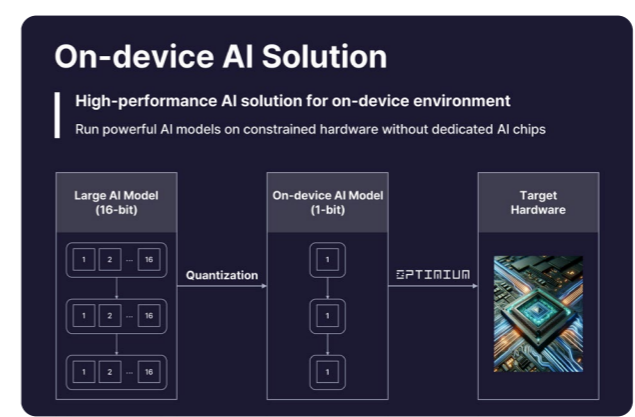 On-device AI Solution
High-performance AI solution for on-device environment
Run powerful AI models on constrained hardware without dedicated AI chips
Large AI Model
(16-bit)
1 2 ... 16
1 2 ... 16
1 2 ... 16
Quantization
On-device AI Model
(1-bit)
1
1
1
OPTIMIUM
Target
Hardware